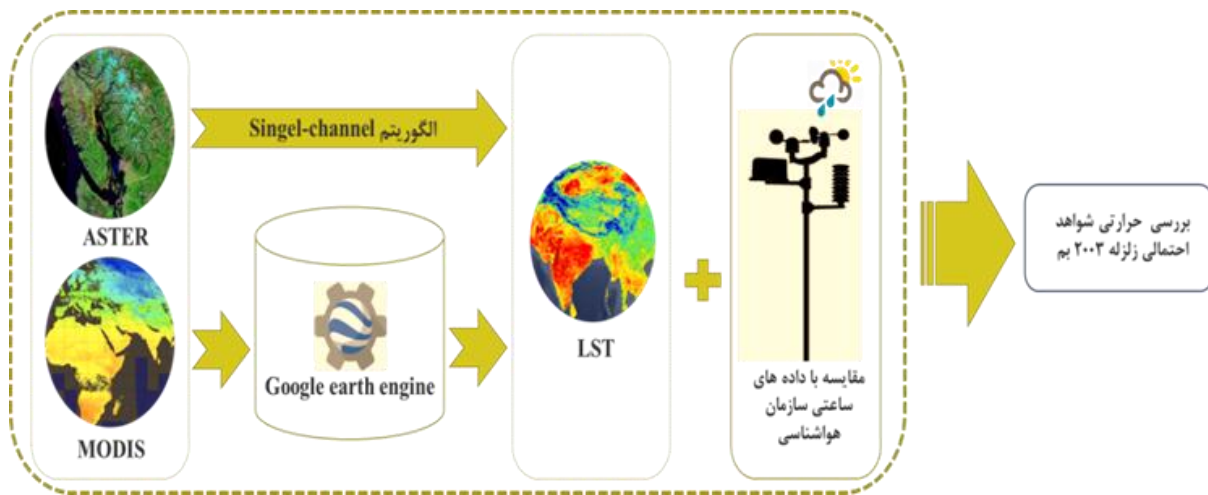 ASTER
MODIS
الگوریتم Singel-channel
Google earth engine
LST
مقایسه با داده های
ساعتی سازمان
هواشناسی
بررسی حرارتی شواهد
احتمالی زلزله ۲۰۰۳ بم